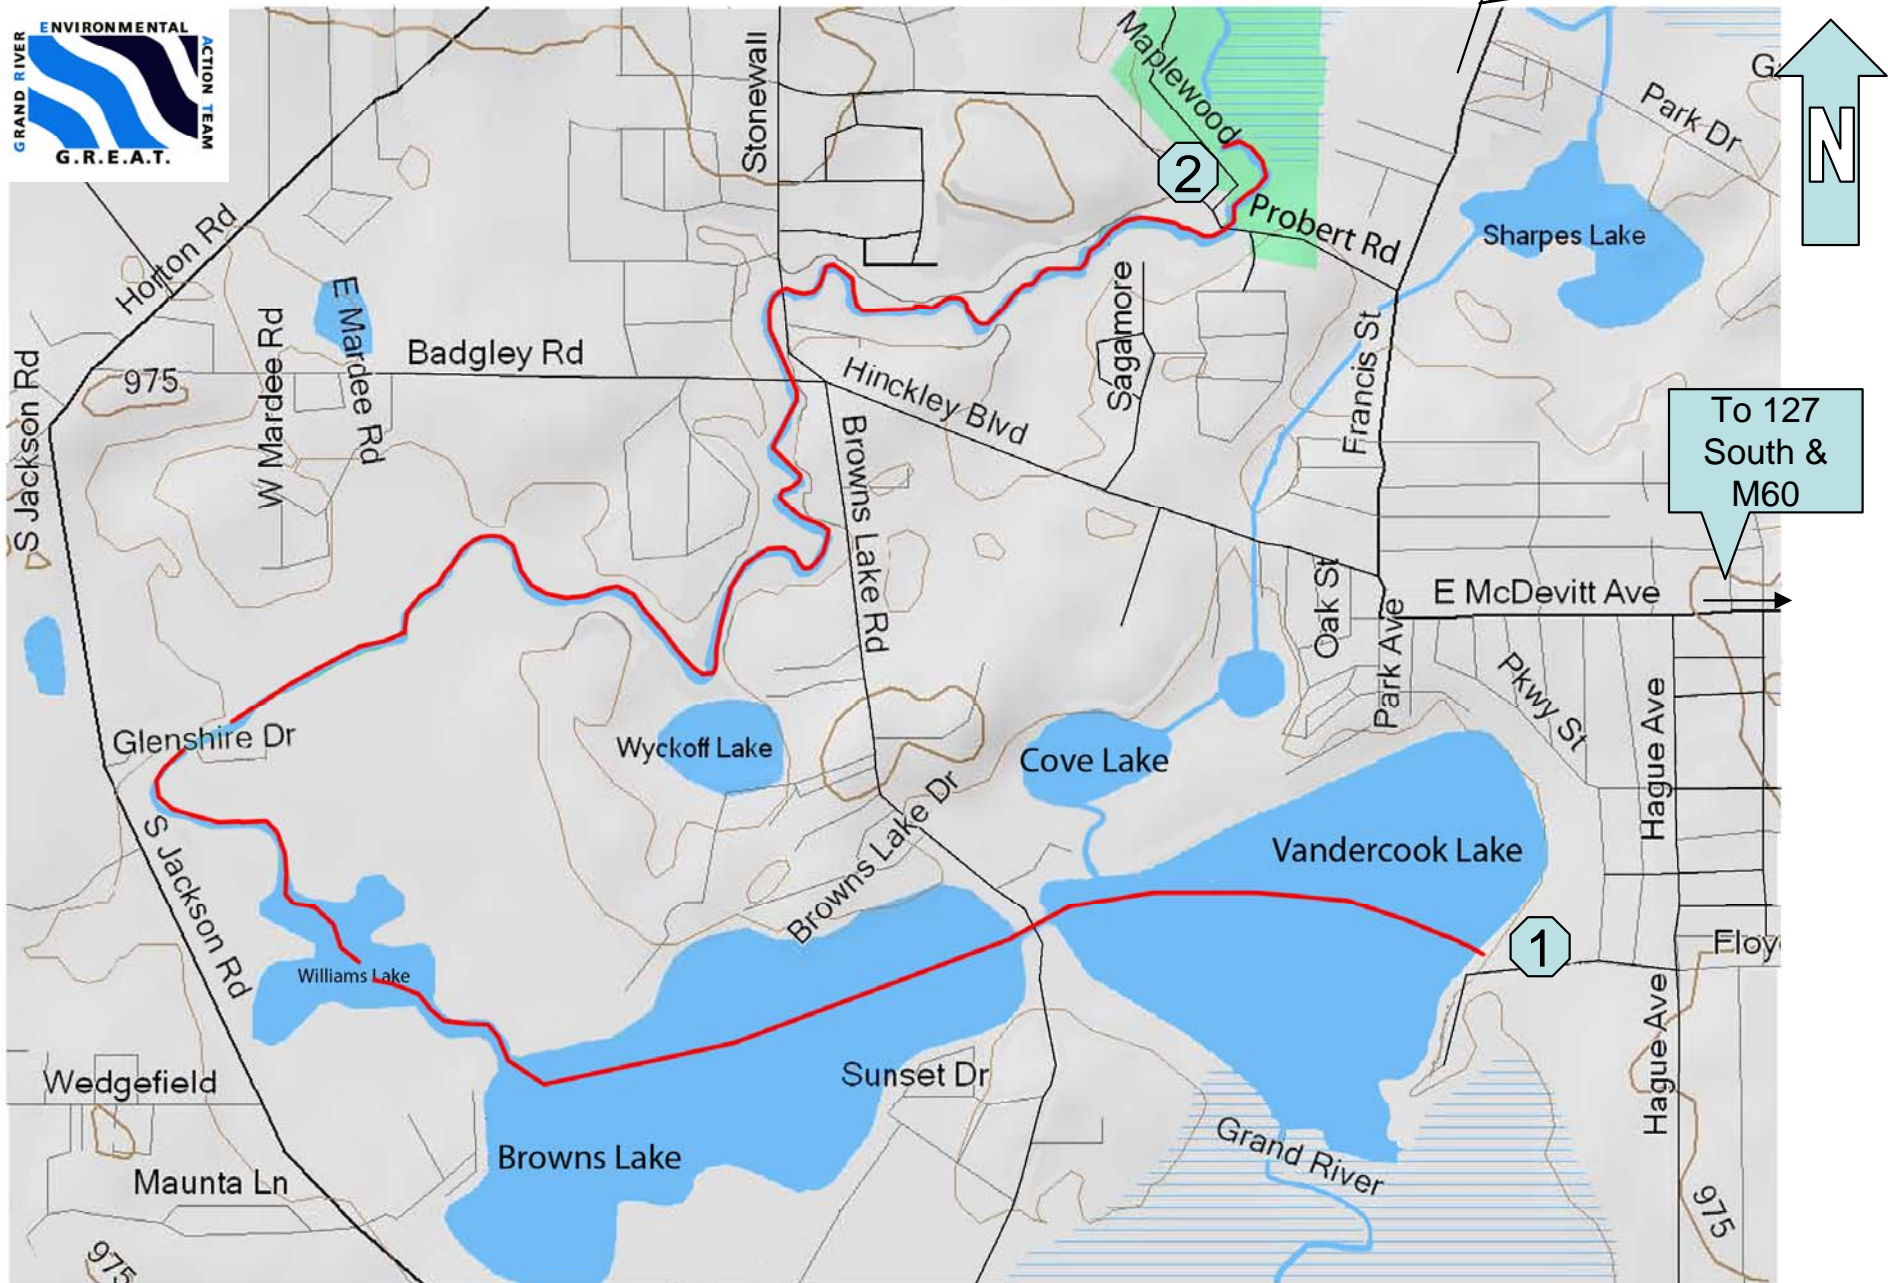 ENVIRONMENTAL
GRAND RIVER
ACTION TEAM
G.R.E.A.T.
Stonewall
Maplewood
Park Dr
N
2
Horton Rd
Probert Rd
Sharpes Lake
E Mardee Rd
W Mardee Rd
Badgley Rd
S Jackson Rd
975
Hinckley Blvd
Sagamore
Francis St
To 127
South &
M60
Browns Lake Rd
Oak St
E McDevitt Ave
Park Ave
Pkwy St
Hague Ave
Glenshire Dr
Wyckoff Lake
Cove Lake
Browns Lake Dr
Vandercook Lake
S Jackson Rd
1
Williams Lake
Hague Ave
Wedgefield
Sunset Dr
Grand River
Browns Lake
Maunta Ln
975
975